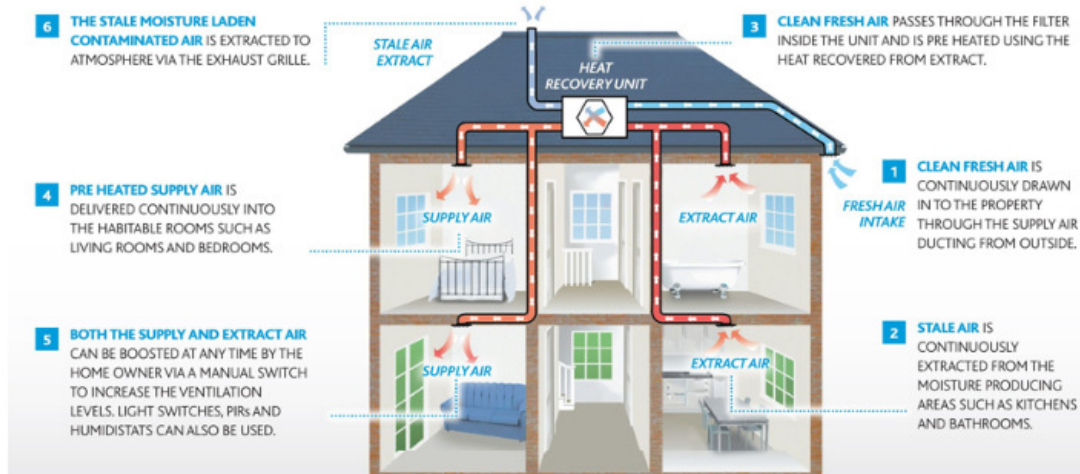 6 THE STALE MOISTURE LADEN
CONTAMINATED AIR IS EXTRACTED TO
ATMOSPHERE VIA THE EXHAUST GRILLE.
STALE AIR
EXTRACT
HEAT
RECOVERY UNIT
3 CLEAN FRESH AIR PASSES THROUGH THE FILTER
INSIDE THE UNIT AND IS PRE HEATED USING THE
HEAT RECOVERED FROM EXTRACT.
4 PRE HEATED SUPPLY AIR IS
DELIVERED CONTINUOUSLY INTO
THE HABITABLE ROOMS SUCH AS
LIVING ROOMS AND BEDROOMS.
SUPPLY AIR
EXTRACT AIR
FRESH AIR
INTAKE
1 CLEAN FRESH AIR IS
CONTINUOUSLY DRAWN
IN TO THE PROPERTY
THROUGH THE SUPPLY AIR
DUCTING FROM OUTSIDE.
5 BOTH THE SUPPLY AND EXTRACT AIR
CAN BE BOOSTED AT ANY TIME BY THE
HOME OWNER VIA A MANUAL SWITCH
TO INCREASE THE VENTILATION
LEVELS. LIGHT SWITCHES, PIRs AND
HUMIDISTATS CAN ALSO BE USED.
SUPPLY AIR
EXTRACT AIR
2 STALE AIR IS
CONTINUOUSLY
EXTRACTED FROM THE
MOISTURE PRODUCING
AREAS SUCH AS KITCHENS
AND BATHROOMS.